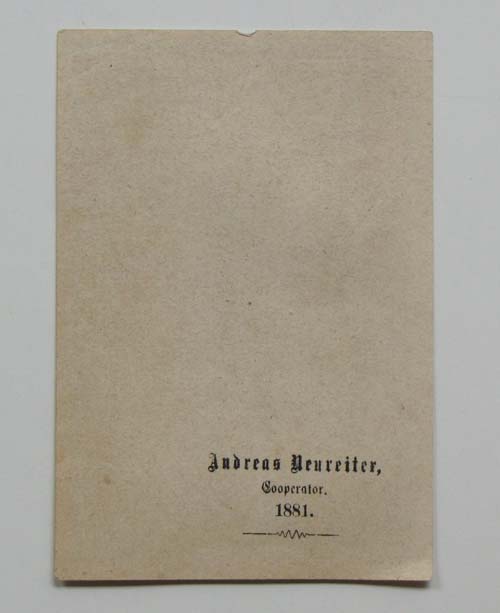 Andreas Neureiter,
Cooperator.
1881.